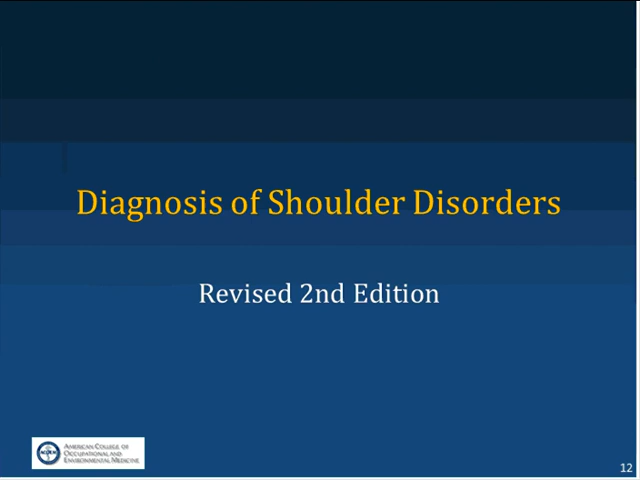 Diagnosis of Shoulder Disorders
Revised 2nd Edition
AMERICAN COLLEGE OF
OCCUPATIONAL AND
ENVIRONMENTAL MEDICINE
12